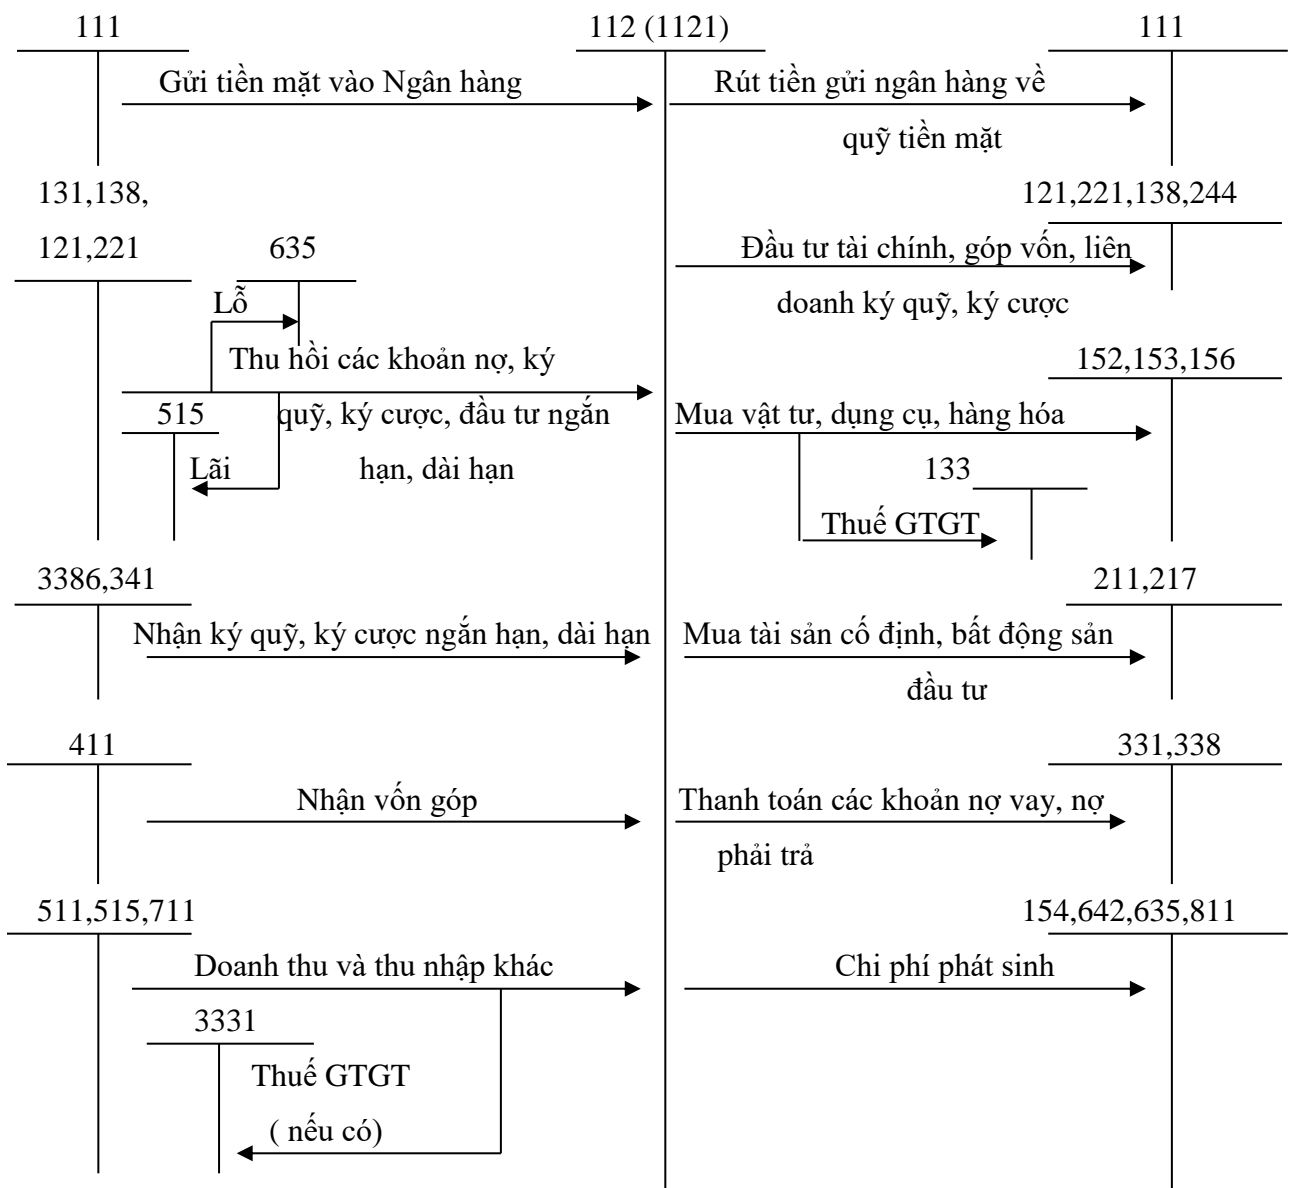 111 112 (1121) 111
Gửi tiền mặt vào Ngân hàng Rút tiền gửi ngân hàng về
quỹ tiền mặt
131,138, 121,221,138,244
121,221 635 Đầu tư tài chính, góp vốn, liên
Lỗ doanh ký quỹ, ký cược
Thu hồi các khoản nợ, ký 152,153,156
515 quỹ, ký cược, đầu tư ngắn Mua vật tư, dụng cụ, hàng hóa
Lãi hạn, dài hạn 133
Thuế GTGT
3386,341 211,217
Nhận ký quỹ, ký cược ngắn hạn, dài hạn Mua tài sản cố định, bất động sản
đầu tư
411 331,338
Nhận vốn góp Thanh toán các khoản nợ vay, nợ
phải trả
511,515,711 154,642,635,811
Doanh thu và thu nhập khác Chi phí phát sinh
3331
Thuế GTGT
( nếu có)